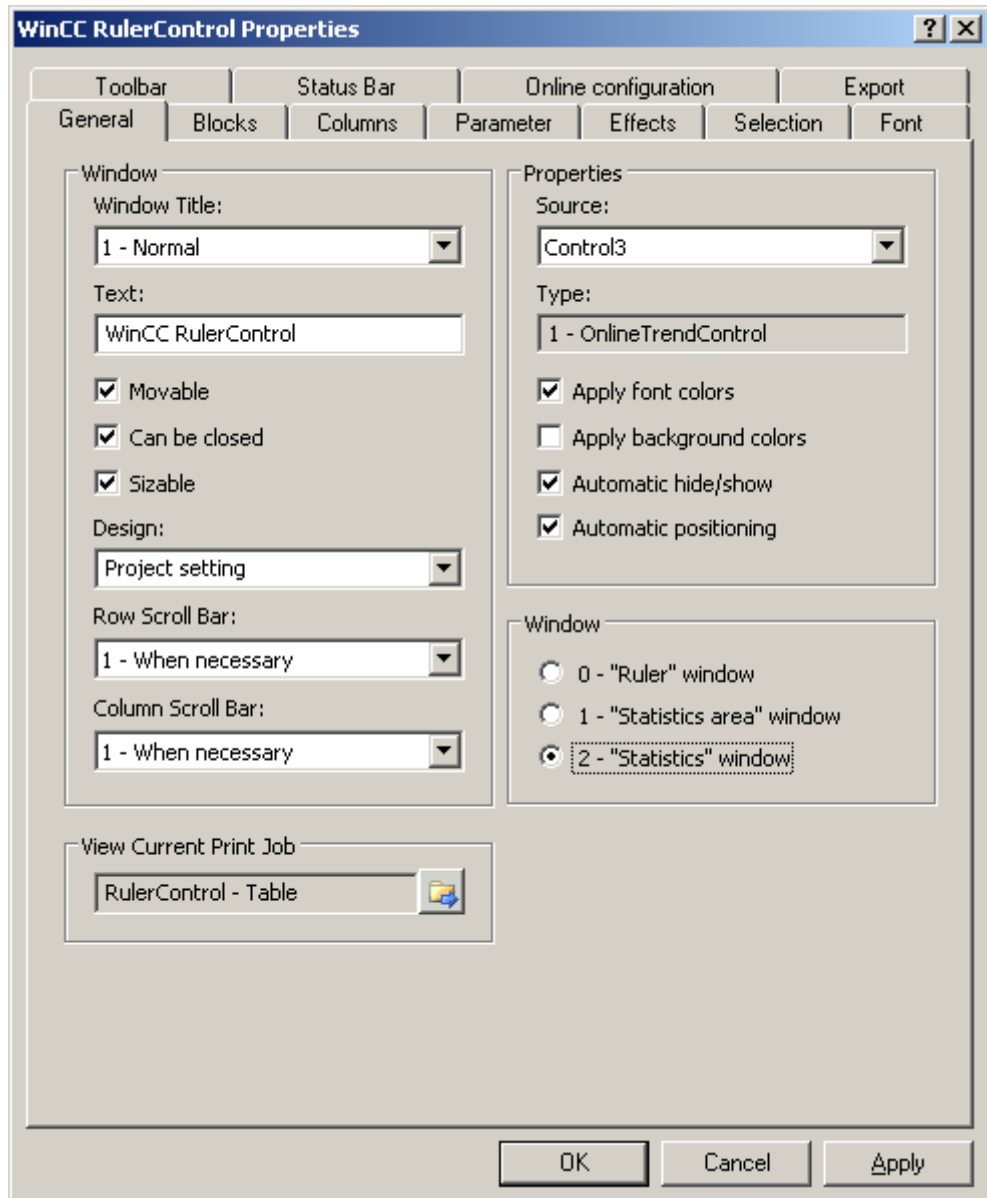 WinCC RulerControl Properties
Toolbar Status Bar Online configuration Export
General Blocks Columns Parameter Effects Selection Font
Window
Window Title:
1 - Normal
Text:
WinCC RulerControl
Movable
Can be closed
Sizable
Design:
Project setting
Row Scroll Bar:
1 - When necessary
Column Scroll Bar:
1 - When necessary
View Current Print Job
RulerControl - Table
Properties
Source:
Control3
Type:
1 - OnlineTrendControl
Apply font colors
Apply background colors
Automatic hide/show
Automatic positioning
Window
0 - "Ruler" window
1 - "Statistics area" window
2 - "Statistics" window
OK Cancel Apply